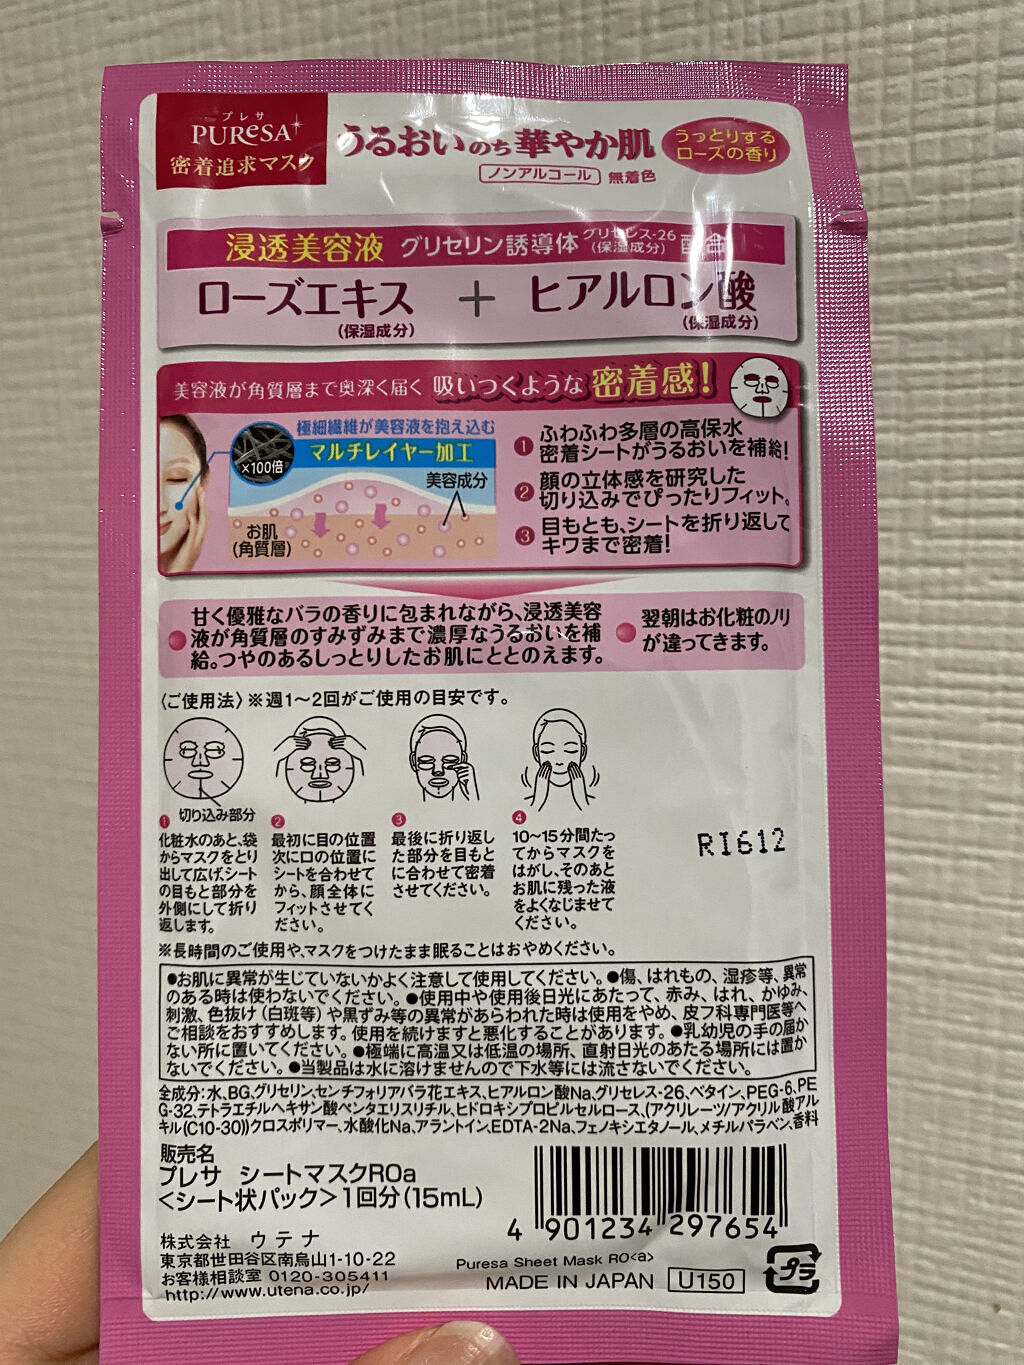 プレサ
PUReSA
密着追求マスク
うるおいのち華やか肌
ノンアルコール 無着色
うっとりする
ローズの香り
浸透美容液 グリセリン誘導体 グリセレス-26(保湿成分) 配合
ローズエキス + ヒアルロン酸
(保湿成分) (保湿成分)
美容液が角質層まで奥深く届く 吸いつくような密着感!
極細繊維が美容液を抱え込む
マルチレイヤー加工
×100倍
美容成分
お肌
(角質層)
1 ふわふわ多層の高保水
密着シートがうるおいを補給!
2 顔の立体感を研究した
切り込みでぴったりフィット。
3 目もとも、シートを折り返して
キワまで密着!
●甘く優雅なバラの香りに包まれながら、浸透美容
液が角質層のすみずみまで濃厚なうるおいを補
給。つやのあるしっとりしたお肌にととのえます。
●翌朝はお化粧のノリ
が違ってきます。
〈ご使用法〉※週1〜2回がご使用の目安です。
切り込み部分
1
化粧水のあと、袋
からマスクをとり
出して広げ、シート
の目もと部分を
外側にして折り
返します。
2
最初に目の位置
次に口の位置に
シートを合わせて
から、顔全体に
フィットさせてく
ださい。
3
最後に折り返し
た部分を目もと
に合わせて密着
させてください。
4
10〜15分間たっ
てからマスクを
はがし、そのあと
お肌に残った液
をよくなじませて
ください。
RI612
※長時間のご使用や、マスクをつけたまま眠ることはおやめください。
●お肌に異常が生じていないかよく注意して使用してください。●傷、はれもの、湿疹等、異常
のある時は使わないでください。●使用中や使用後日光にあたって、赤み、はれ、かゆみ、
刺激、色抜け(白斑等)や黒ずみ等の異常があらわれた時は使用をやめ、皮フ科専門医等へ
ご相談をおすすめします。使用を続けますと悪化することがあります。●乳幼児の手の届か
ない所に置いてください。●極端に高温又は低温の場所、直射日光のあたる場所には置か
ないでください。●当製品は水に溶けませんので下水等には流さないでください。
全成分:水、BG、グリセリン、センチフォリアバラ花エキス、ヒアルロン酸Na、グリセレス-26、ベタイン、PEG-6、PE
G-32、テトラエチルヘキサン酸ペンタエリスリチル、ヒドロキシプロピルセルロース、(アクリレーツ/アクリル酸アル
キル(C10-30))クロスポリマー、水酸化Na、アラントイン、EDTA-2Na、フェノキシエタノール、メチルパラベン、香料
販売名
プレサ シートマスクROa
<シート状パック>1回分(15mL)
4 901234 297654
株式会社 ウテナ
東京都世田谷区南烏山1-10-22
お客様相談室 0120-305411
http://www.utena.co.jp/
Puresa Sheet Mask RO<a>
MADE IN JAPAN U150
プラ